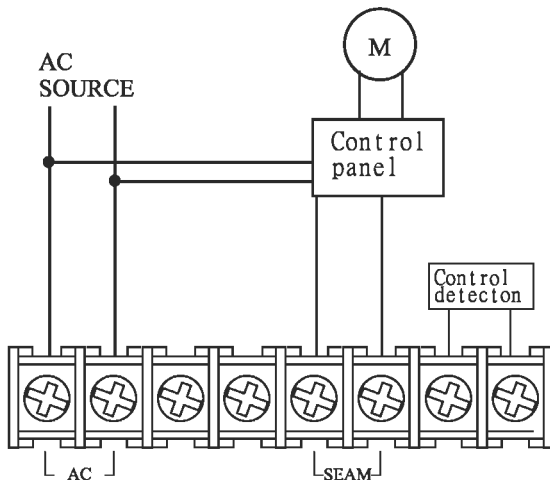 M
AC
SOURCE
Control
panel
Control
detecton
AC
SEAM